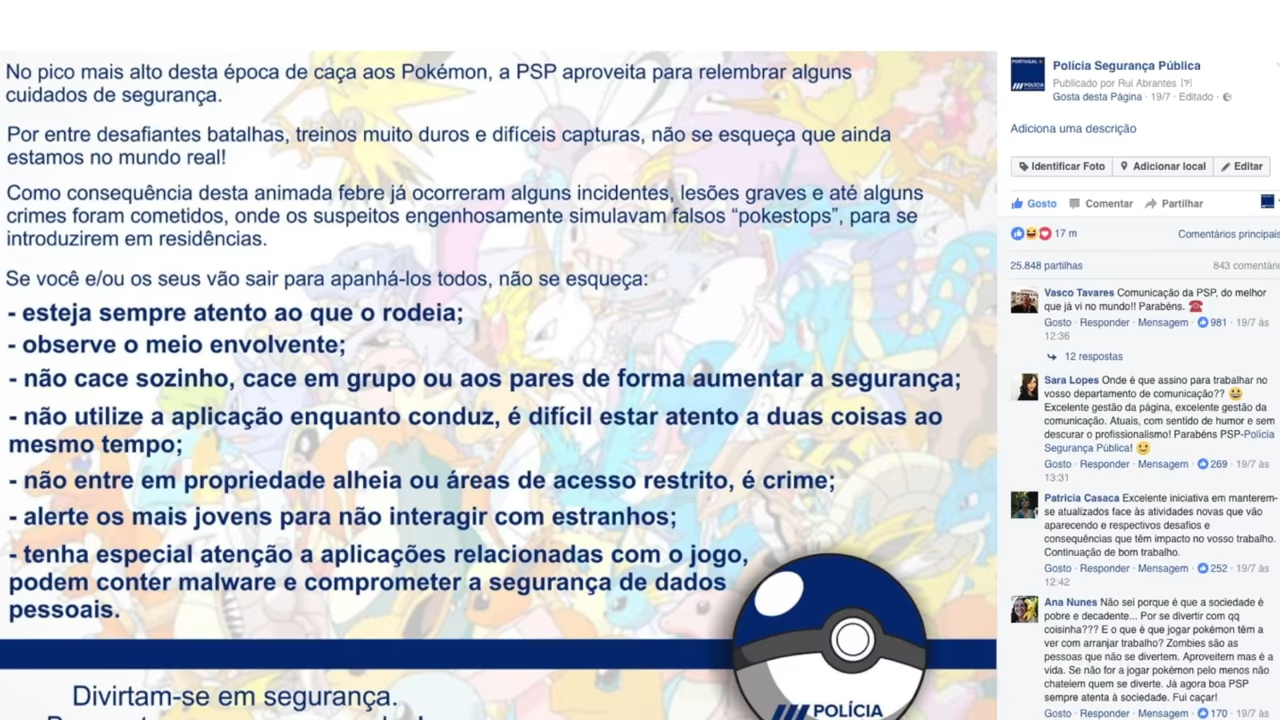 No pico mais alto desta época de caça aos Pokémon, a PSP aproveita para relembrar alguns
cuidados de segurança.
Por entre desafiantes batalhas, treinos muito duros e difíceis capturas, não se esqueça que ainda
estamos no mundo real!
Como consequência desta animada febre já ocorreram alguns incidentes, lesões graves e até alguns
crimes foram cometidos, onde os suspeitos engenhosamente simulavam falsos “pokestops”, para se
introduzirem em residências.
Se você e/ou os seus vão sair para apanhá-los todos, não se esqueça:
- esteja sempre atento ao que o rodeia;
- observe o meio envolvente;
- não cace sozinho, cace em grupo ou aos pares de forma aumentar a segurança;
- não utilize a aplicação enquanto conduz, é difícil estar atento a duas coisas ao
mesmo tempo;
- não entre em propriedade alheia ou áreas de acesso restrito, é crime;
- alerte os mais jovens para não interagir com estranhos;
- tenha especial atenção a aplicações relacionadas com o jogo,
podem conter malware e comprometer a segurança de dados
pessoais.
Divirtam-se em segurança.
POLÍCIA
PORTUGAL
POLÍCIA
Polícia Segurança Pública
Publicado por Rui Abrantes [?]
Gosta desta Página · 19/7 · Editado ·
Adiciona uma descrição
Identificar Foto Adicionar local Editar
Gosto Comentar Partilhar
17 m Comentários principais
25.848 partilhas 843 comentário
Vasco Tavares Comunicação da PSP, do melhor
que já vi no mundo!! Parabéns. ☎️
Gosto · Responder · Mensagem · 981 · 19/7 às
12:36
12 respostas
Sara Lopes Onde é que assino para trabalhar no
vosso departamento de comunicação?? 😀
Excelente gestão da página, excelente gestão da
comunicação. Atuais, com sentido de humor e sem
descurar o profissionalismo! Parabéns PSP-Polícia
Segurança Pública! 🙂
Gosto · Responder · Mensagem · 269 · 19/7 às
13:31
Patricia Casaca Excelente iniciativa em manterem-
se atualizados face às atividades novas que vão
aparecendo e respectivos desafios e
consequências que têm impacto no vosso trabalho.
Continuação de bom trabalho.
Gosto · Responder · Mensagem · 252 · 19/7 às
12:42
Ana Nunes Não sei porque é que a sociedade é
pobre e decadente... Por se divertir com qq
coisinha??? E o que é que jogar pokémon têm a
ver com arranjar trabalho? Zombies são as
pessoas que não se divertem. Aproveitem mas é a
vida. Se não for a jogar pokémon pelo menos não
chateiem quem se diverte. Já agora boa PSP
sempre atenta à sociedade. Fui caçar!
Gosto · Responder · Mensagem · 170 · 19/7 às